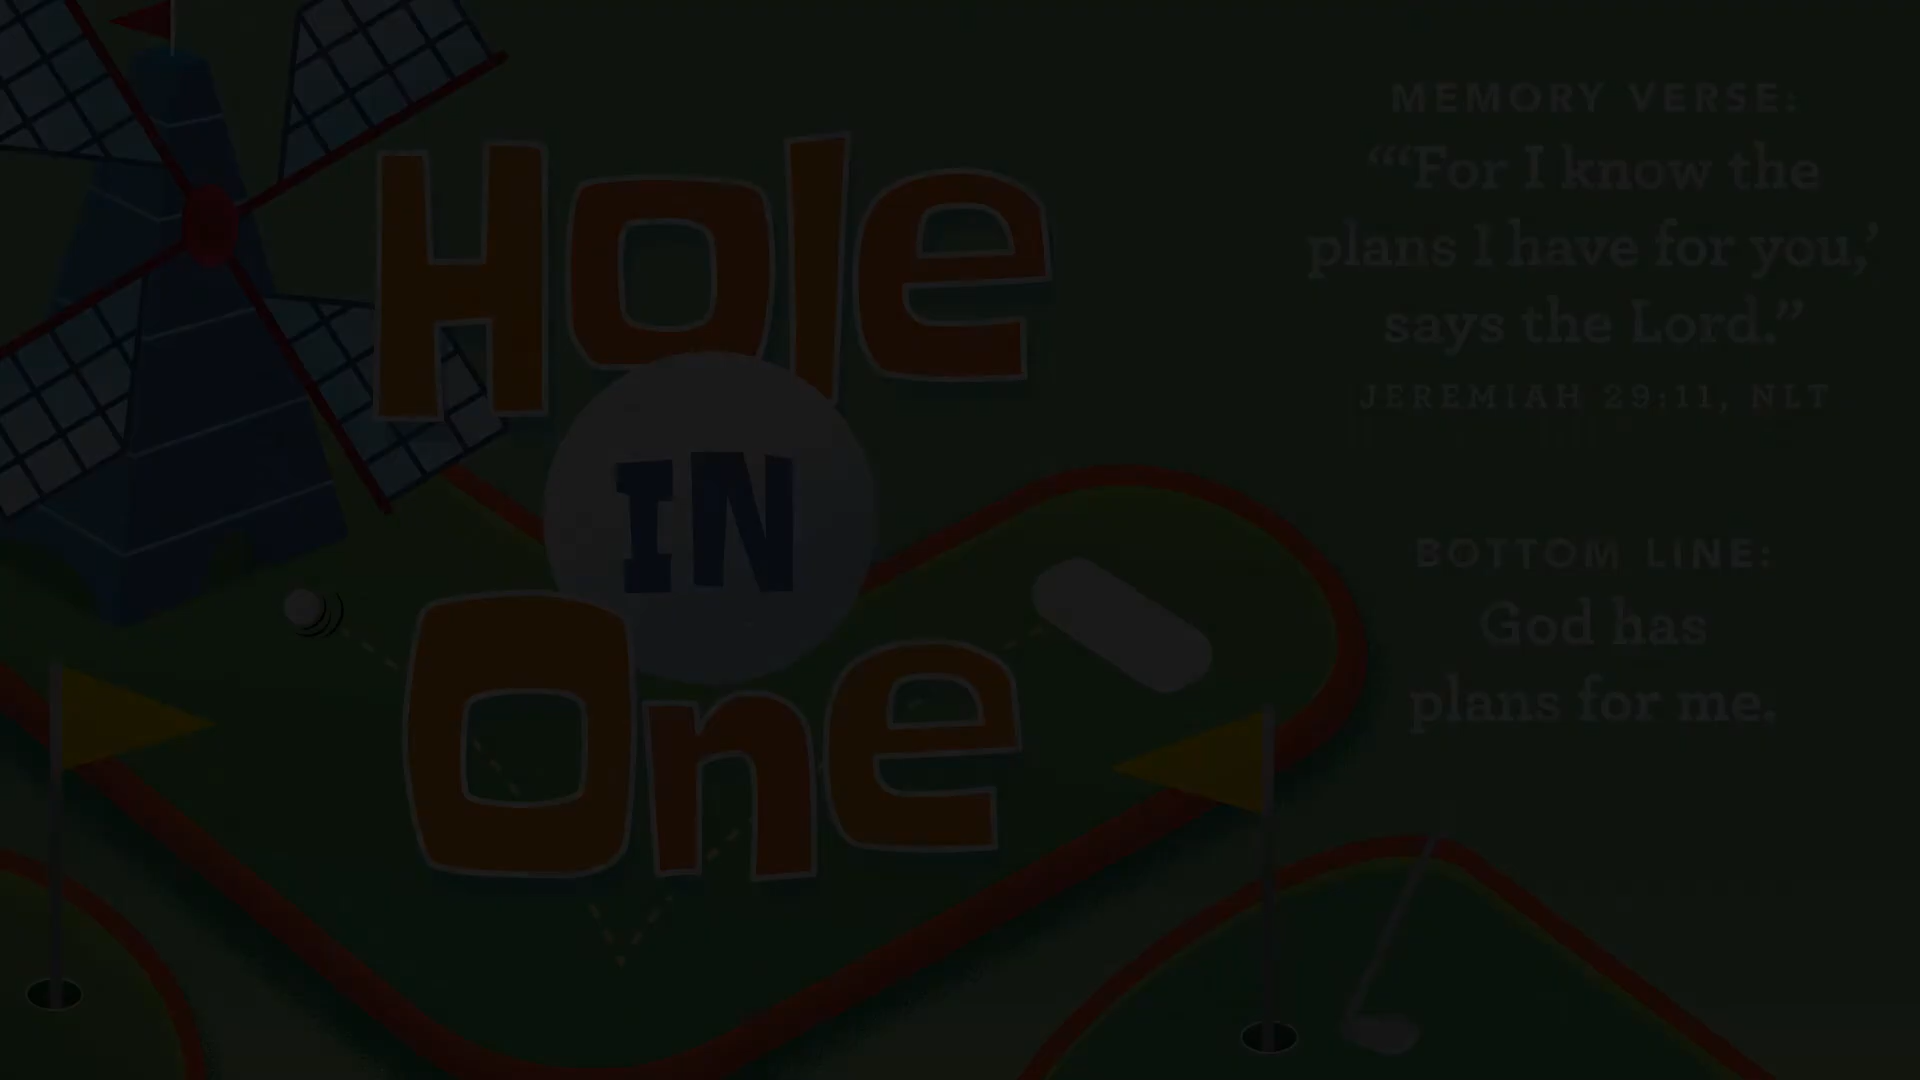 Hole
IN
One
MEMORY VERSE:
“‘For I know the
plans I have for you,’
says the Lord.”
JEREMIAH 29:11, NLT
BOTTOM LINE:
God has
plans for me.